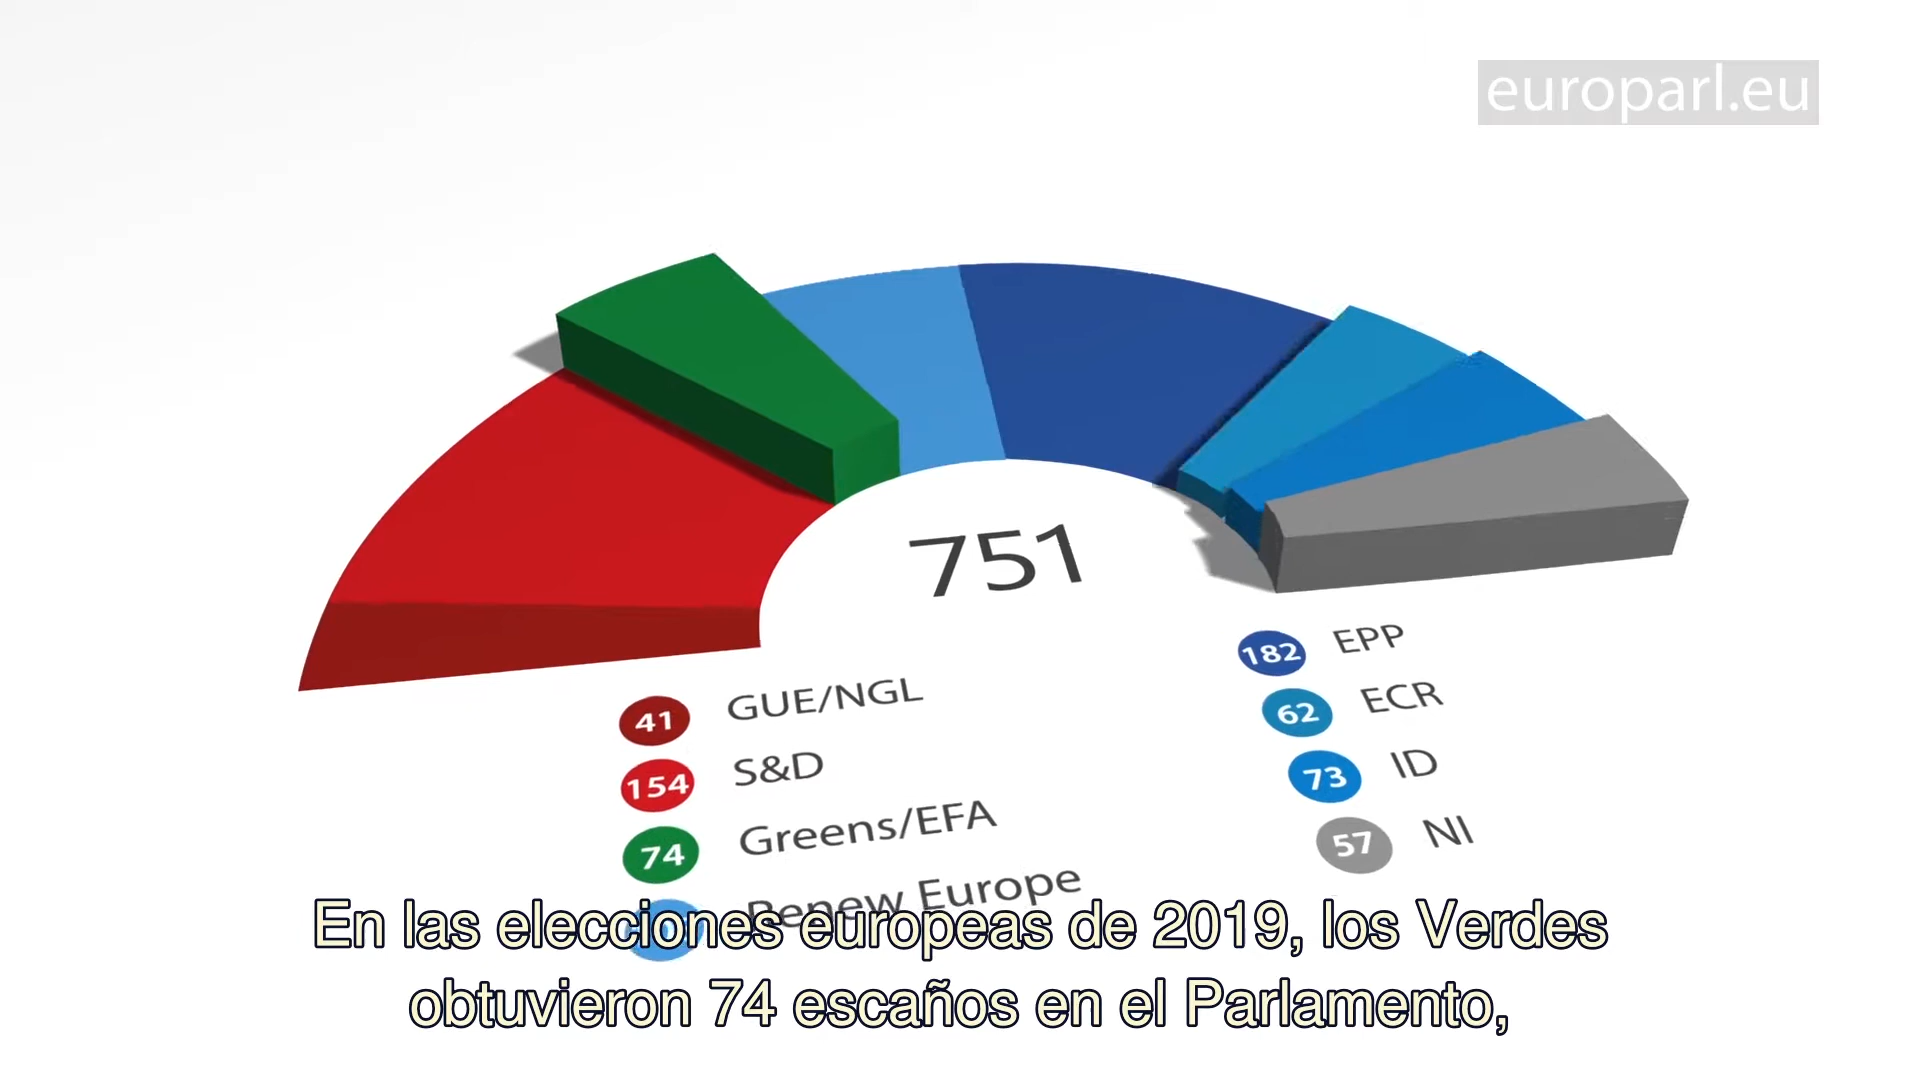 europarl.eu
751
41 GUE/NGL
154 S&D
74 Greens/EFA
Renew Europe
182 EPP
62 ECR
73 ID
57 NI
En las elecciones europeas de 2019, los Verdes
obtuvieron 74 escaños en el Parlamento,